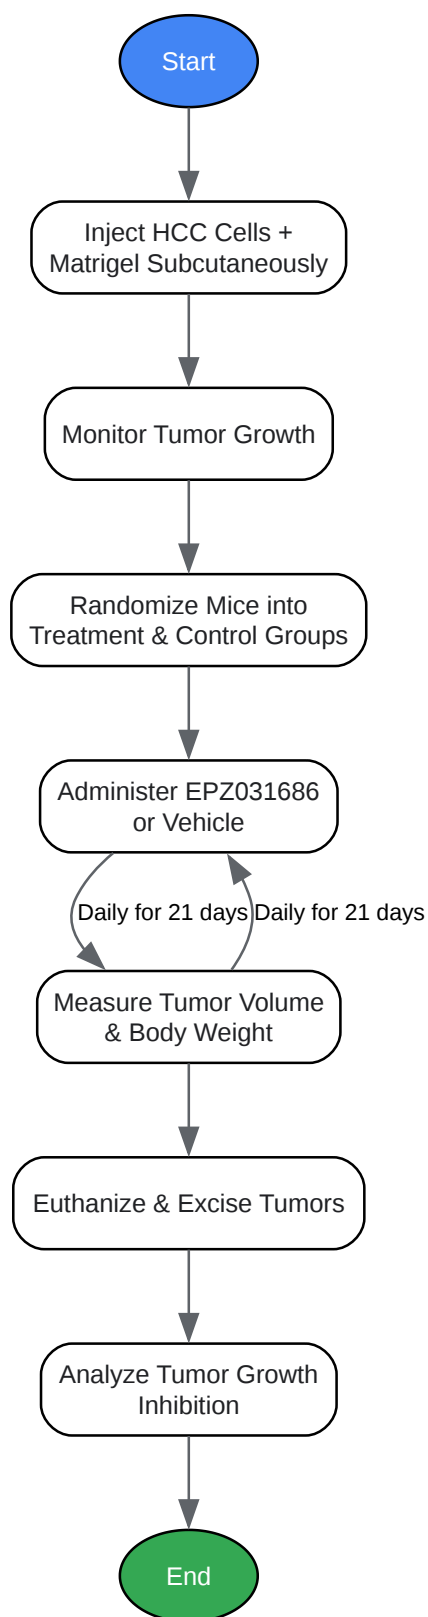 Start
Inject HCC Cells +
Matrigel Subcutaneously
Monitor Tumor Growth
Randomize Mice into
Treatment & Control Groups
Administer EPZ031686
or Vehicle
Daily for 21 days
Daily for 21 days
Measure Tumor Volume
& Body Weight
Euthanize & Excise Tumors
Analyze Tumor Growth
Inhibition
End